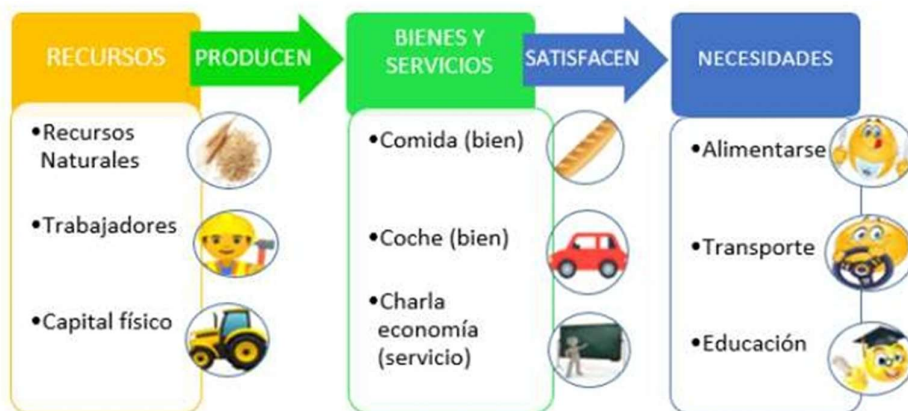 RECURSOS
PRODUCEN
BIENES Y
SERVICIOS
SATISFACEN
NECESIDADES
•Recursos
Naturales
•Trabajadores
•Capital físico
•Comida (bien)
•Coche (bien)
•Charla
economía
(servicio)
•Alimentarse
•Transporte
•Educación